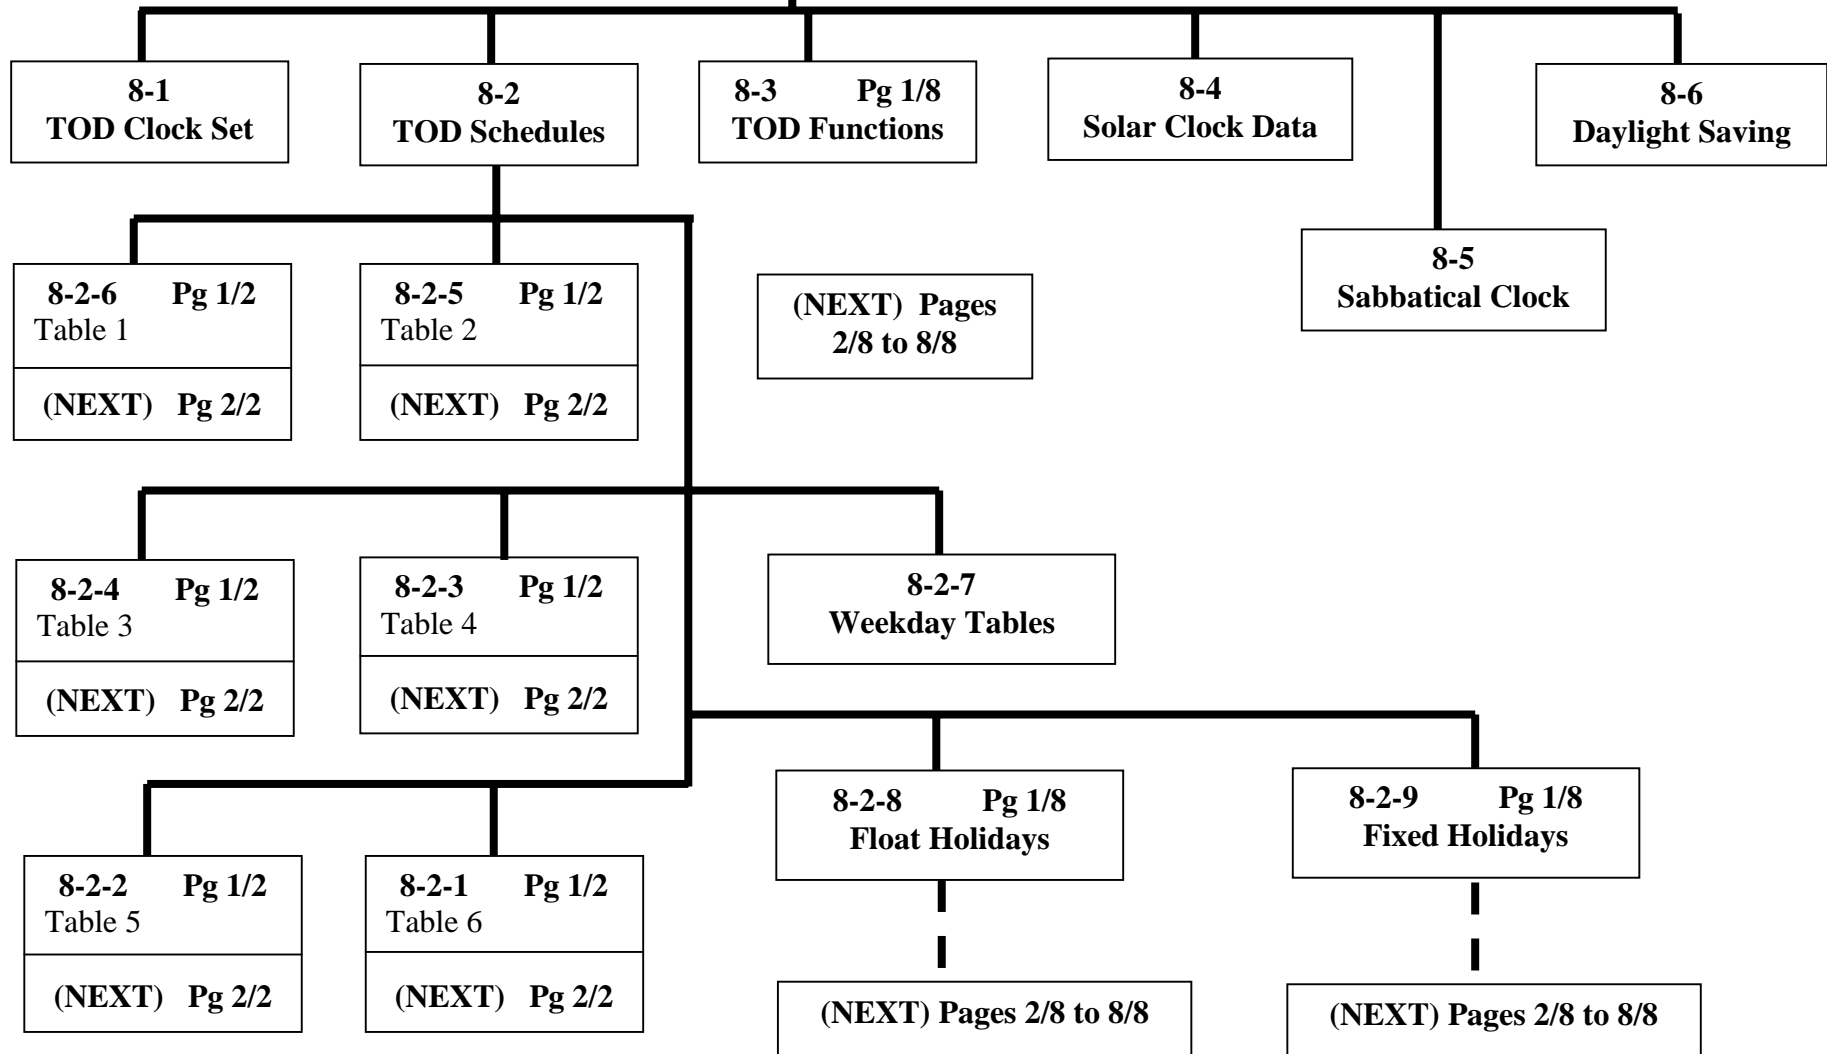 8-1
TOD Clock Set
8-2
TOD Schedules
8-3 Pg 1/8
TOD Functions
8-4
Solar Clock Data
8-6
Daylight Saving
8-5
Sabbatical Clock
8-2-6 Pg 1/2
Table 1
(NEXT) Pg 2/2
8-2-5 Pg 1/2
Table 2
(NEXT) Pg 2/2
(NEXT) Pages
2/8 to 8/8
8-2-4 Pg 1/2
Table 3
(NEXT) Pg 2/2
8-2-3 Pg 1/2
Table 4
(NEXT) Pg 2/2
8-2-7
Weekday Tables
8-2-2 Pg 1/2
Table 5
(NEXT) Pg 2/2
8-2-1 Pg 1/2
Table 6
(NEXT) Pg 2/2
8-2-8 Pg 1/8
Float Holidays
(NEXT) Pages 2/8 to 8/8
8-2-9 Pg 1/8
Fixed Holidays
(NEXT) Pages 2/8 to 8/8